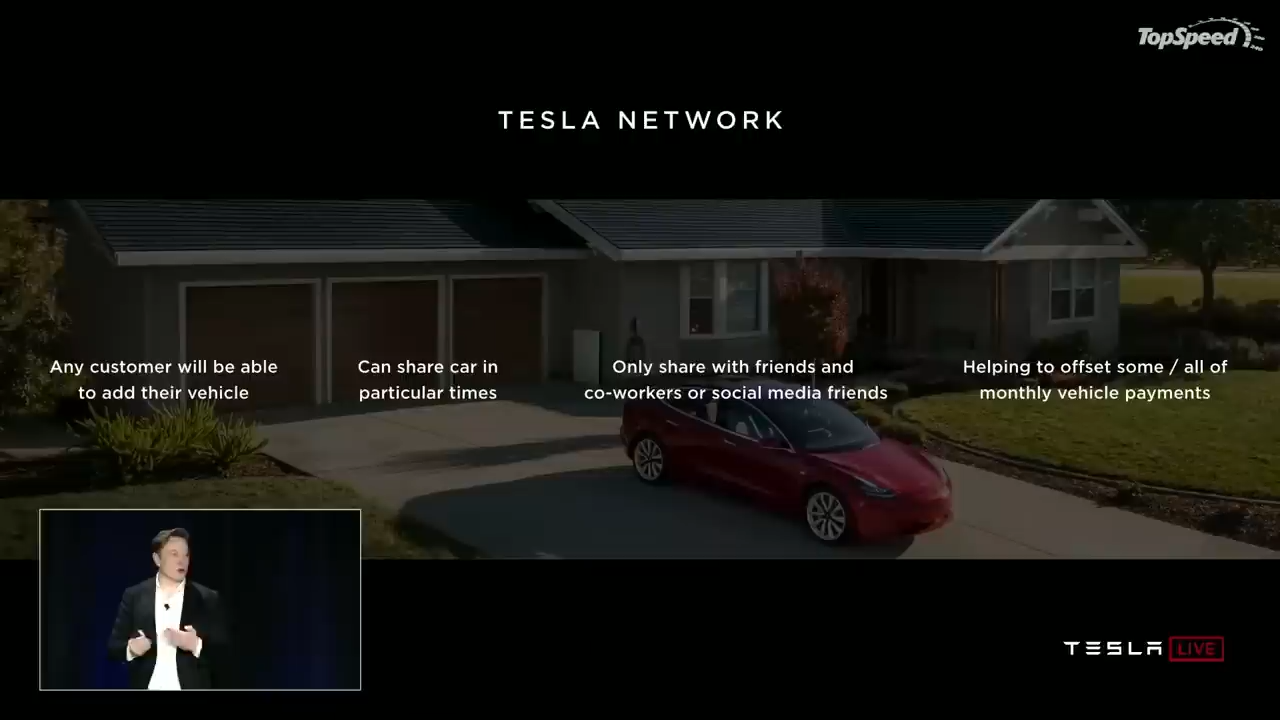 TopSpeed
TESLA NETWORK
Any customer will be able
to add their vehicle
Can share car in
particular times
Only share with friends and
co-workers or social media friends
Helping to offset some / all of
monthly vehicle payments
TESLA LIVE